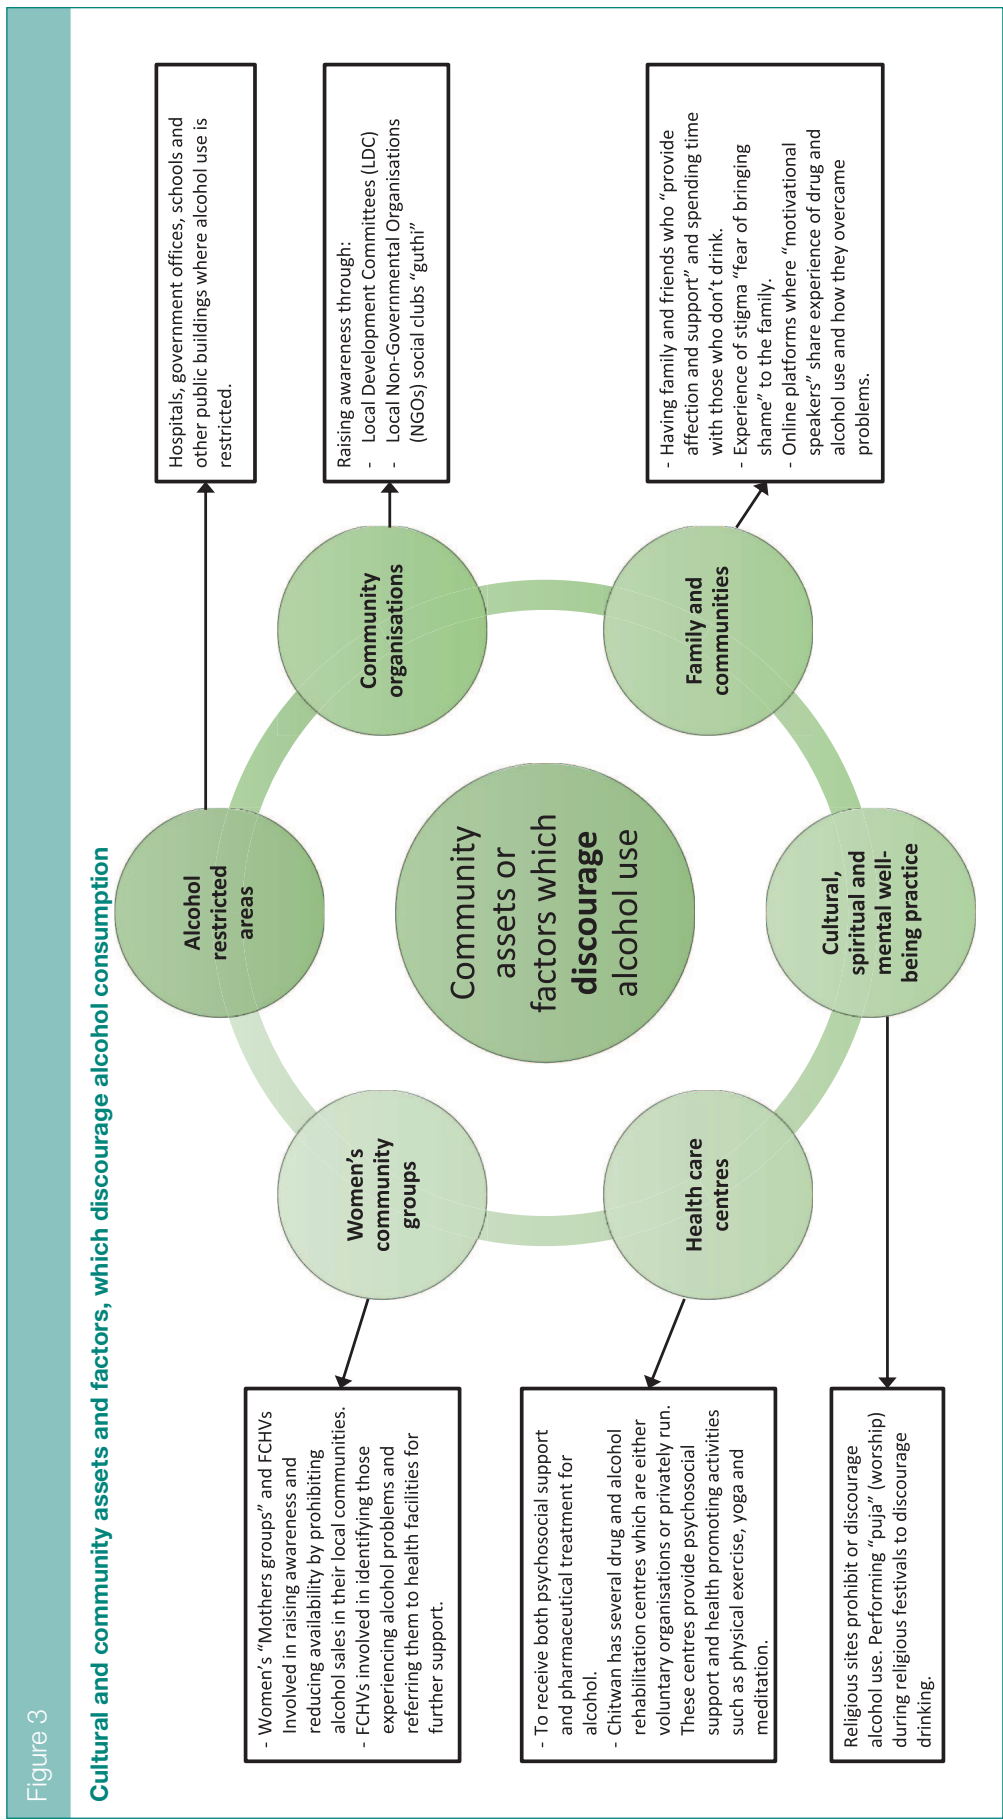 Figure 3
Cultural and community assets and factors, which discourage alcohol consumption
Alcohol
restricted
areas
Hospitals, government offices, schools and
other public buildings where alcohol use is
restricted.
Community
organisations
Raising awareness through:
- Local Development Committees (LDC)
- Local Non-Governmental Organisations
(NGOs) social clubs “guthi”
Family and
communities
- Having family and friends who “provide
affection and support” and spending time
with those who don’t drink.
- Experience of stigma “fear of bringing
shame” to the family.
- Online platforms where “motivational
speakers” share experience of drug and
alcohol use and how they overcame
problems.
Cultural,
spiritual and
mental well-
being practice
Religious sites prohibit or discourage
alcohol use. Performing “puja” (worship)
during religious festivals to discourage
drinking.
Health care
centres
- To receive both psychosocial support
and pharmaceutical treatment for
alcohol.
- Chitwan has several drug and alcohol
rehabilitation centres which are either
voluntary organisations or privately run.
These centres provide psychosocial
support and health promoting activities
such as physical exercise, yoga and
meditation.
Women’s
community
groups
- Women’s “Mothers groups” and FCHVs
Involved in raising awareness and
reducing availability by prohibiting
alcohol sales in their local communities.
- FCHVs involved in identifying those
experiencing alcohol problems and
referring them to health facilities for
further support.
Community
assets or
factors which
discourage
alcohol use